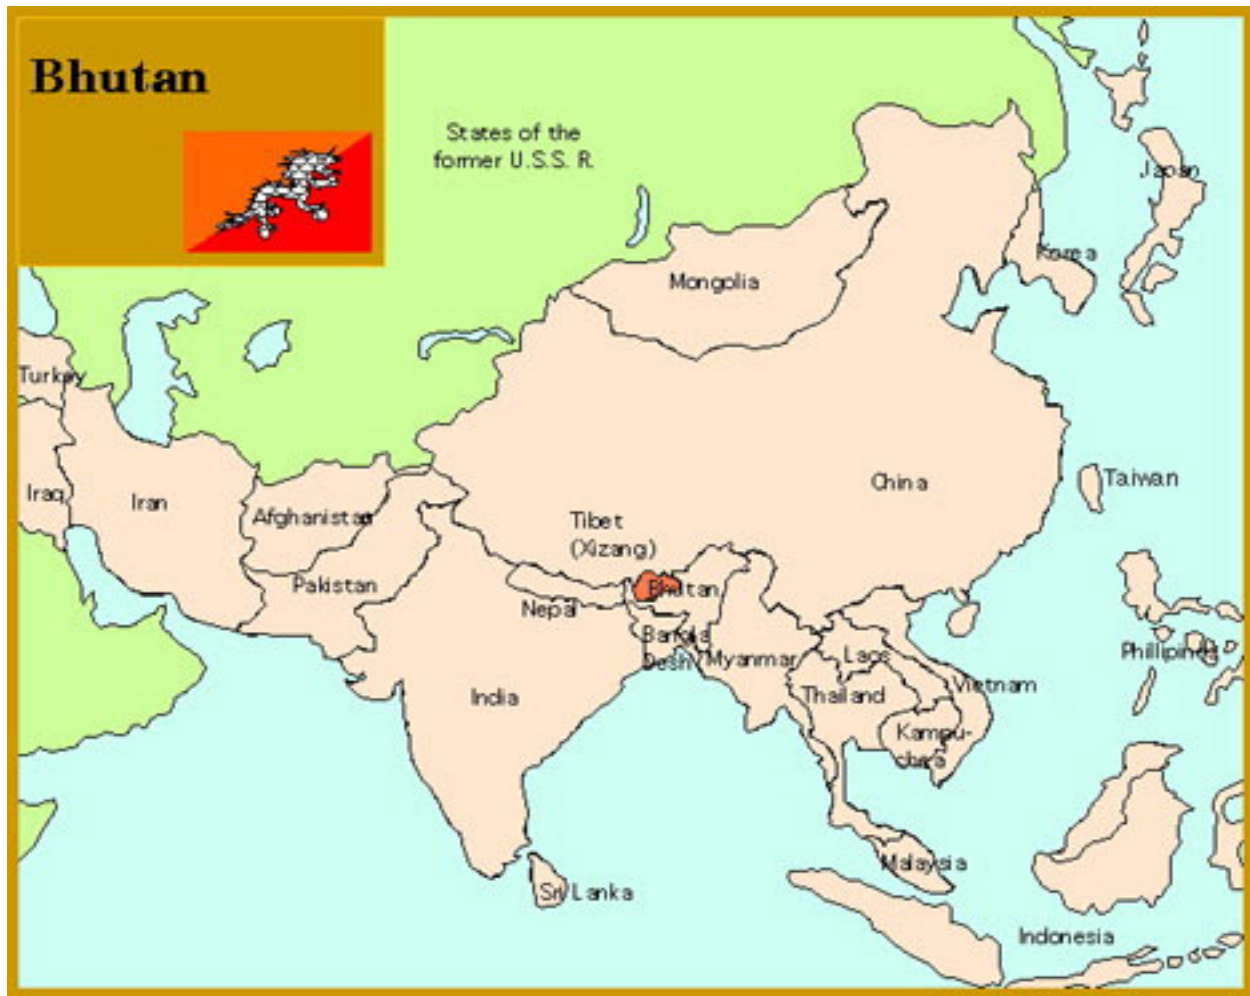 Bhutan
States of the
former U.S.S. R.
Japan
Korea
Mongolia
Turkey
China
Taiwan
Iraq
Iran
Afghanistan
Tibet
(Xizang)
Pakistan
Bhutan
Nepal
Bangla
Desh
Myanmar
Laos
Phillipines
India
Thailand
Vietnam
Kampu-
chea
Malaysia
Sri Lanka
Indonesia